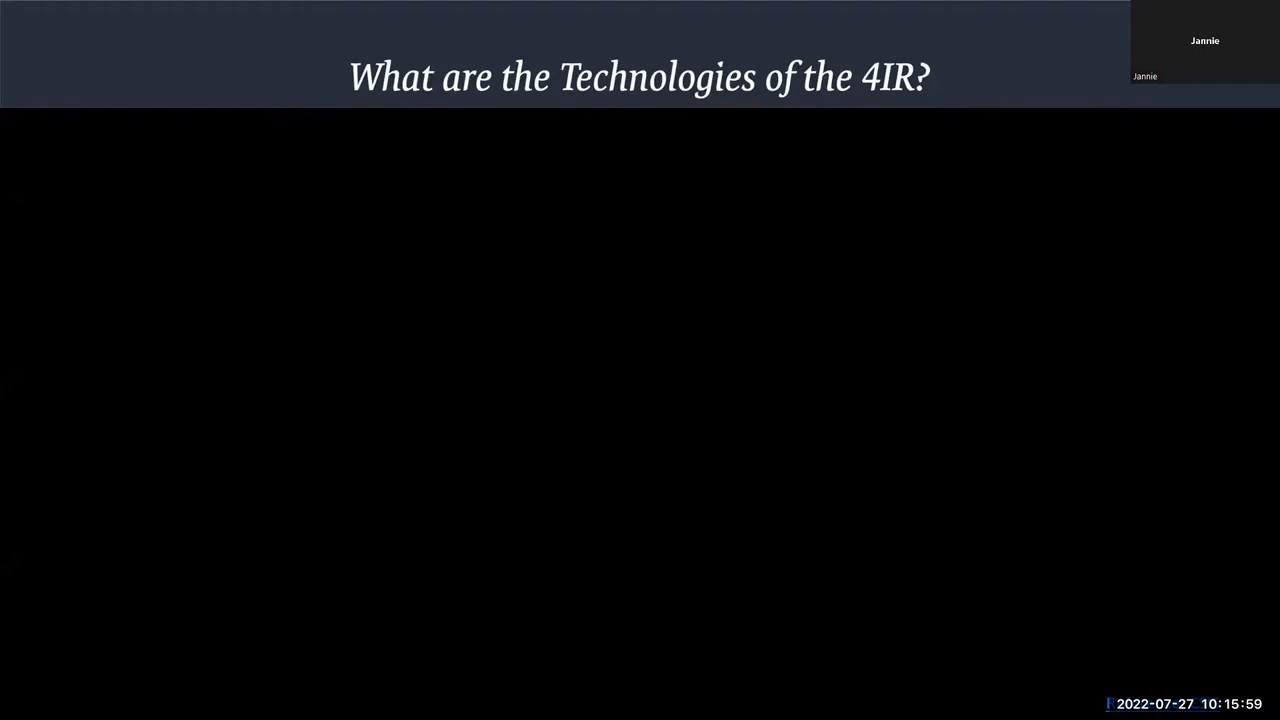 Jannie
What are the Technologies of the 4IR?
Jannie
2022-07-27 10:15:59